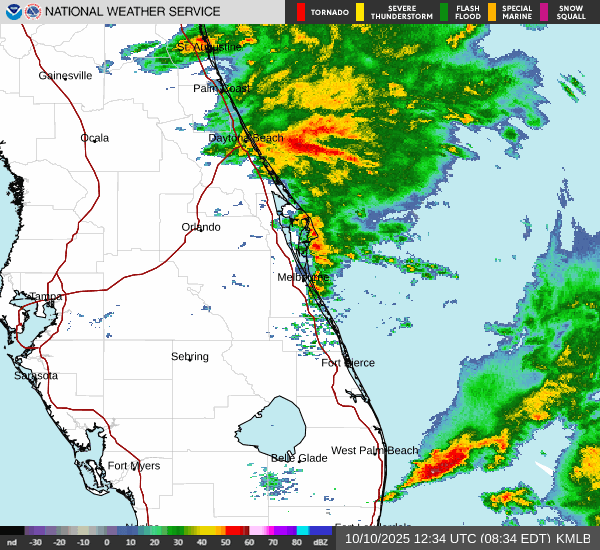 NATIONAL WEATHER SERVICE
TORNADO
SEVERE THUNDERSTORM
FLASH FLOOD
SPECIAL MARINE
SNOW SQUALL
St. Augustine
Gainesville
Palm Coast
Ocala
Daytona Beach
Orlando
Melbourne
Tampa
Sebring
Fort Pierce
Sarasota
West Palm Beach
Belle Glade
Fort Myers
nd -30 -20 -10 0 10 20 30 40 50 60 70 80 dBZ
10/10/2025 12:34 UTC (08:34 EDT) KMLB